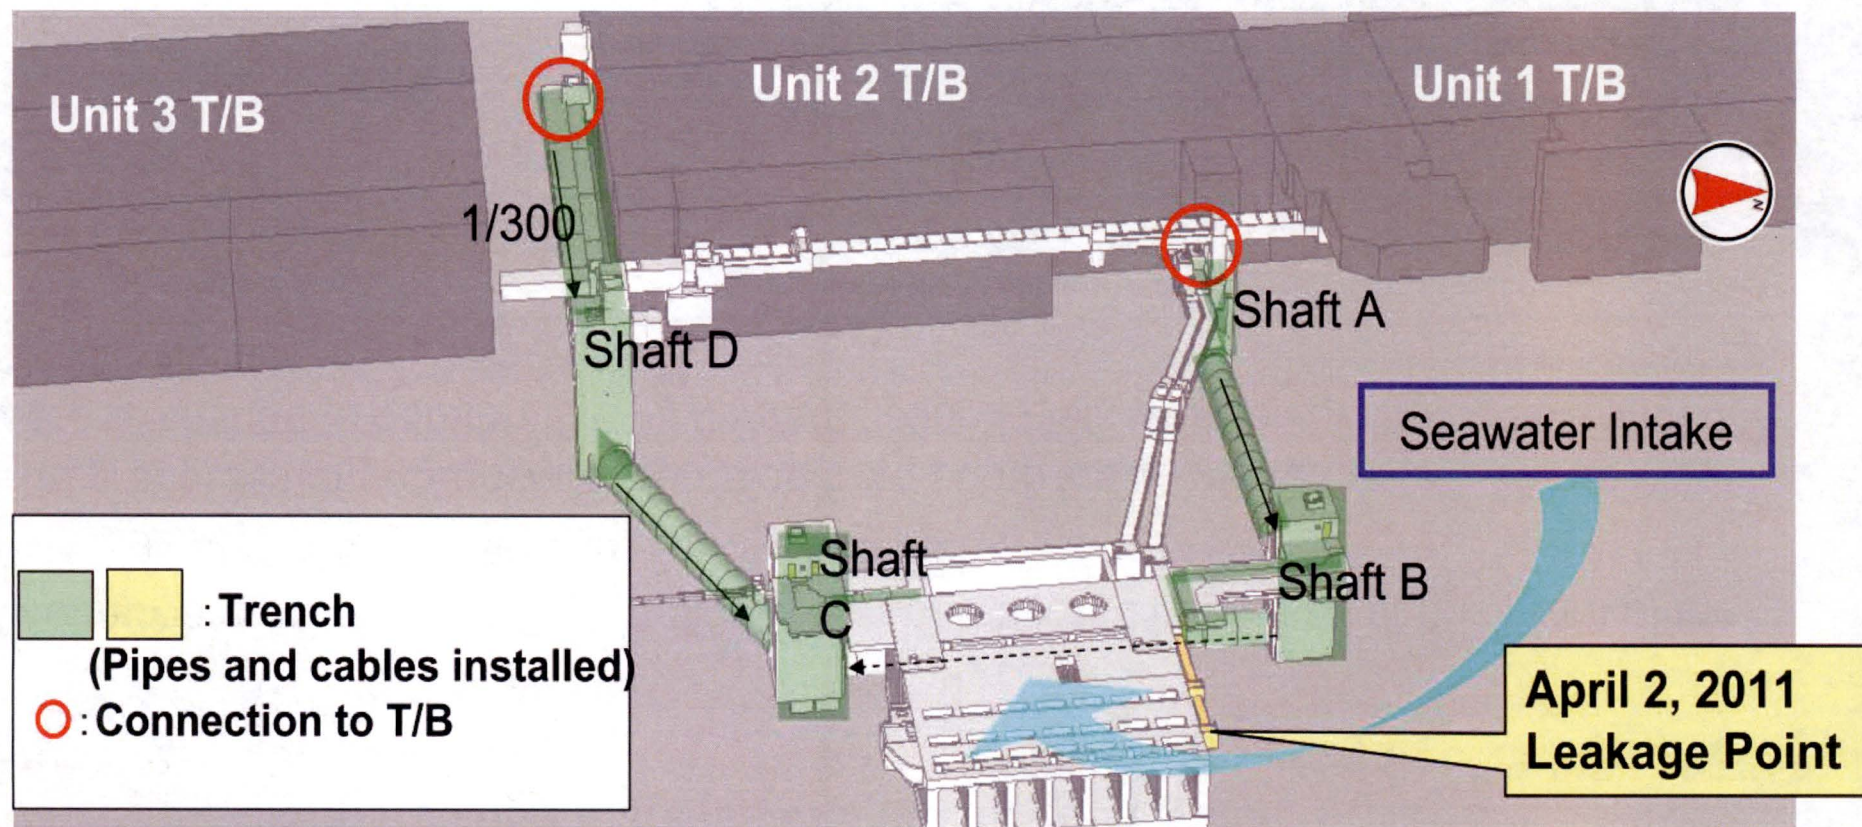 Unit 3 T/B
Unit 2 T/B
Unit 1 T/B
N
1/300
Shaft A
Shaft D
Seawater Intake
Shaft
C
Shaft B
: Trench
(Pipes and cables installed)
: Connection to T/B
April 2, 2011
Leakage Point